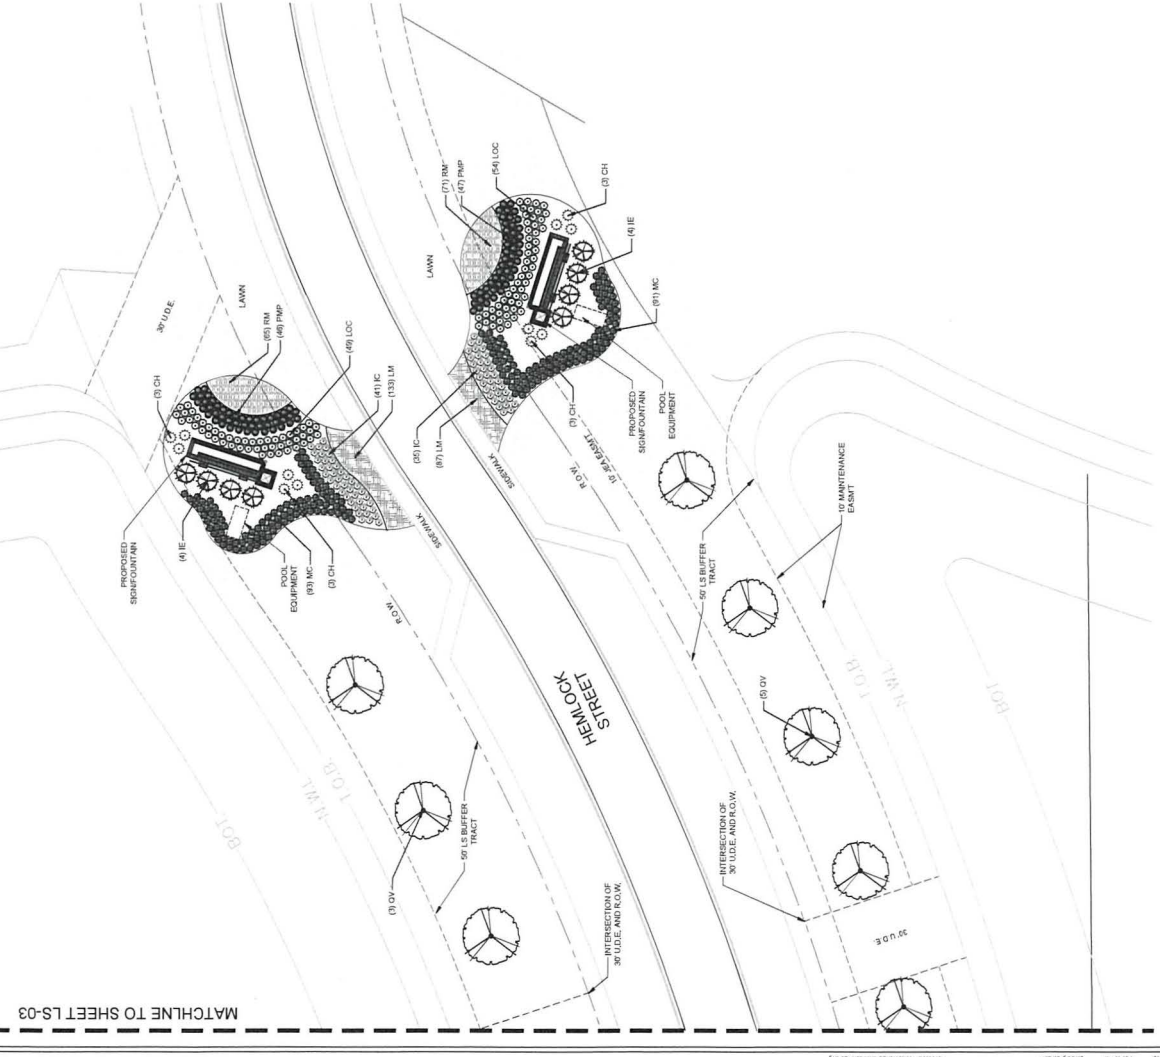 (71) RM
(47) PMP
(54) LOC
LAWN
(3) CH
(4) IE
(91) MC
30' U.D.E.
LAWN
(65) RM
(46) PMP
(49) LOC
(3) CH
(41) IC
(133) LM
PROPOSED
SIGN/FOUNTAIN
(4) IE
POOL
EQUIPMENT
(93) MC
(3) CH
SIDEWALK
R.O.W.
(35) IC
(87) LM
SIDEWALK
(3) CH
PROPOSED
SIGN/FOUNTAIN
POOL
EQUIPMENT
R.O.W.
10' JEA EASMT.
10' MAINTENANCE
EASM'T
50' LS BUFFER
TRACT
T.O.B.
N.W.L
BOT
(5) QV
HEMLOCK
STREET
BOT
N.W.L
T.O.B.
(3) QV
50' LS BUFFER
TRACT
INTERSECTION OF
30' U.D.E. AND R.O.W.
INTERSECTION OF
30' U.D.E. AND R.O.W.
30' U.D.E.
MATCHLNE TO SHEET LS-03